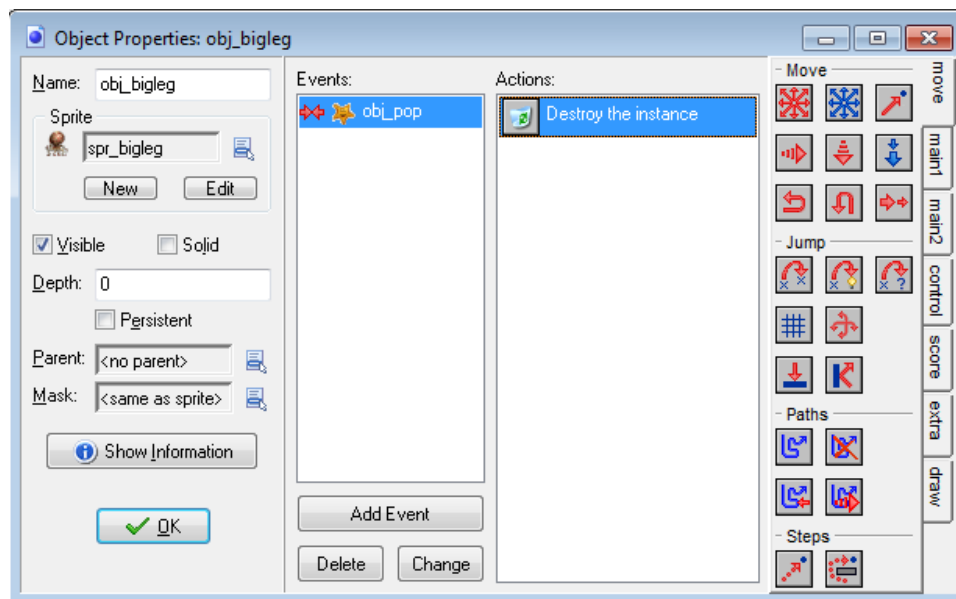 Object Properties: obj_bigleg
Name: obj_bigleg
Sprite
spr_bigleg
New Edit
Visible Solid
Depth: 0
Persistent
Parent: <no parent>
Mask: <same as sprite>
Show Information
OK
Events:
obj_pop
Add Event
Delete Change
Actions:
Destroy the instance
Move
Jump
Paths
Steps
move
main1
main2
control
score
extra
draw